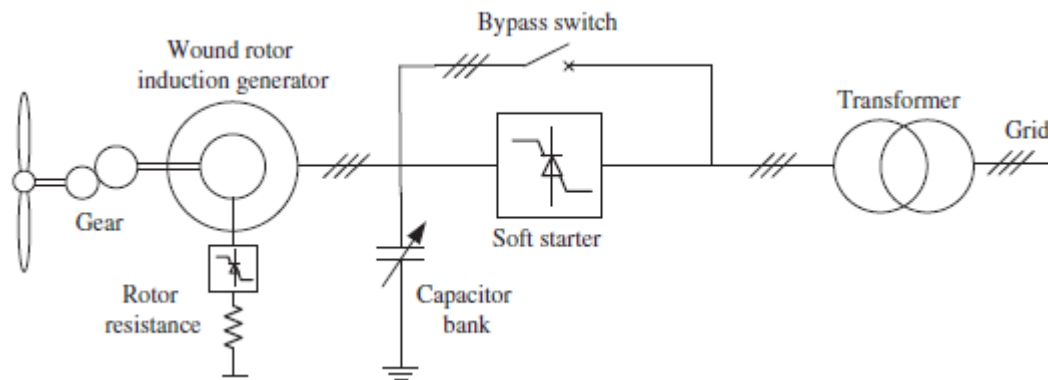 Bypass switch
Wound rotor
induction generator
Transformer
Grid
Gear
Soft starter
Rotor
resistance
Capacitor
bank